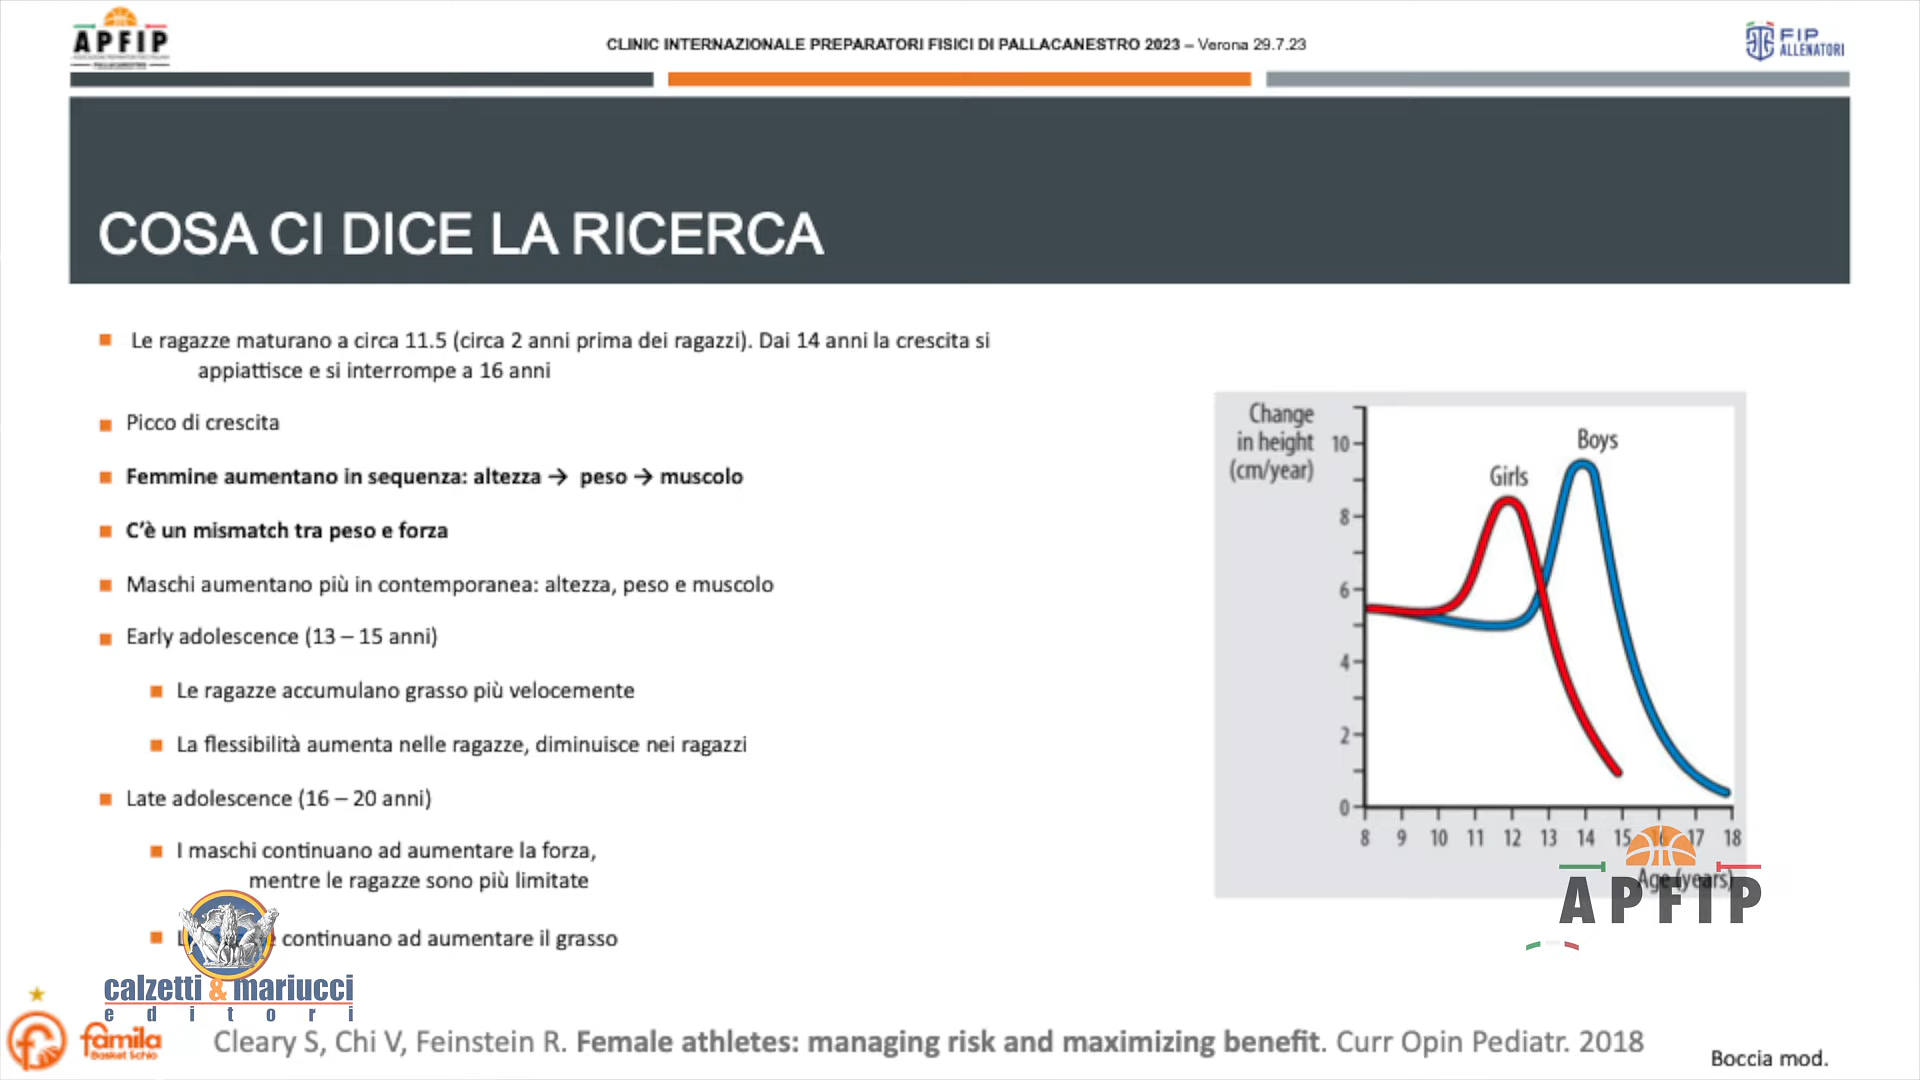 APFIP
PALLACANESTRO
CLINIC INTERNAZIONALE PREPARATORI FISICI DI PALLACANESTRO 2023 – Verona 29.7.23
FIP
ALLENATORI
COSA CI DICE LA RICERCA
Le ragazze maturano a circa 11.5 (circa 2 anni prima dei ragazzi). Dai 14 anni la crescita si
appiattisce e si interrompe a 16 anni
Picco di crescita
Femmine aumentano in sequenza: altezza → peso → muscolo
C’è un mismatch tra peso e forza
Maschi aumentano più in contemporanea: altezza, peso e muscolo
Early adolescence (13 – 15 anni)
Le ragazze accumulano grasso più velocemente
La flessibilità aumenta nelle ragazze, diminuisce nei ragazzi
Late adolescence (16 – 20 anni)
I maschi continuano ad aumentare la forza,
mentre le ragazze sono più limitate
continuano ad aumentare il grasso
Change
in height
(cm/year)
Boys
Girls
10
8
6
4
2
0
8 9 10 11 12 13 14 15 16 17 18
Age (years)
APFIP
calzetti & mariucci
editori
famila
Basket Schio
Cleary S, Chi V, Feinstein R. Female athletes: managing risk and maximizing benefit. Curr Opin Pediatr. 2018
Boccia mod.